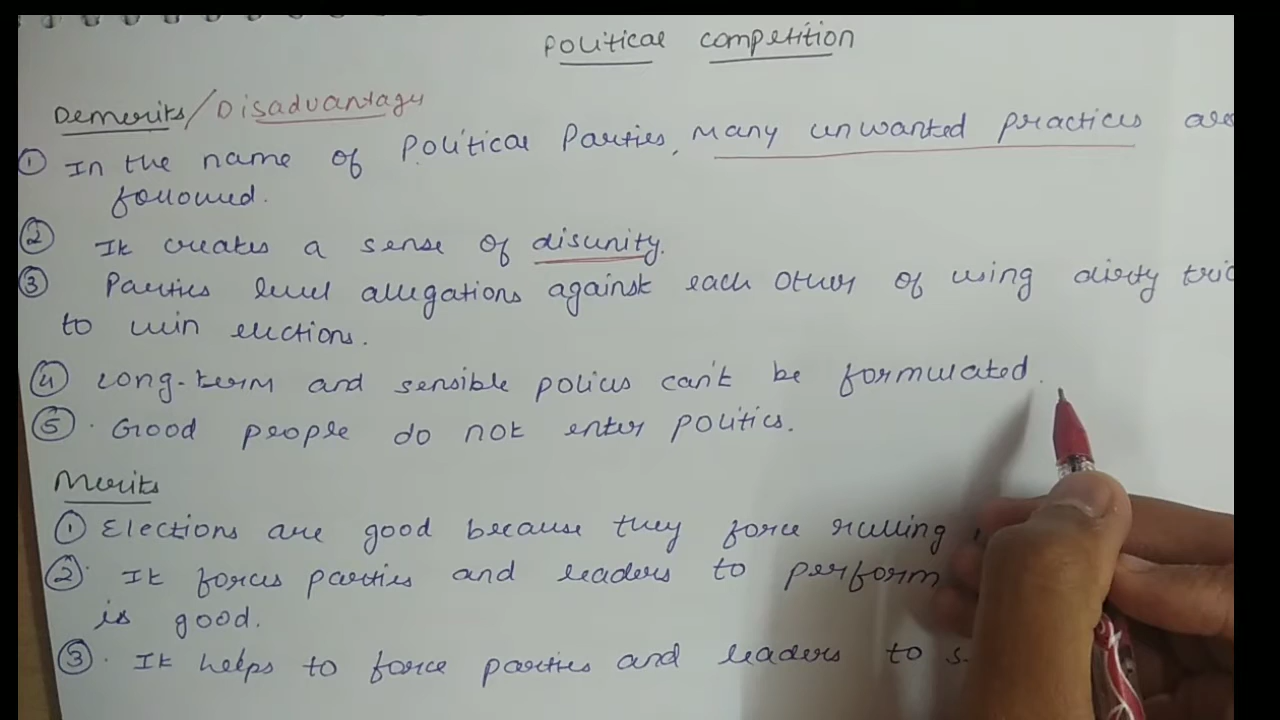 Political competition
Demerits/Disadvantages
① In the name of Political Parties, Many unwanted practices are
followed.
② It creates a sense of disunity.
③ Parties level allegations against each other of using dirty
to win elections.
④ Long-term and sensible policies can't be formulated.
⑤ Good people do not enter politics.
Merits
① Elections are good because they force ruling
② It forces parties and leaders to perform
is good.
③ It helps to force parties and leaders to